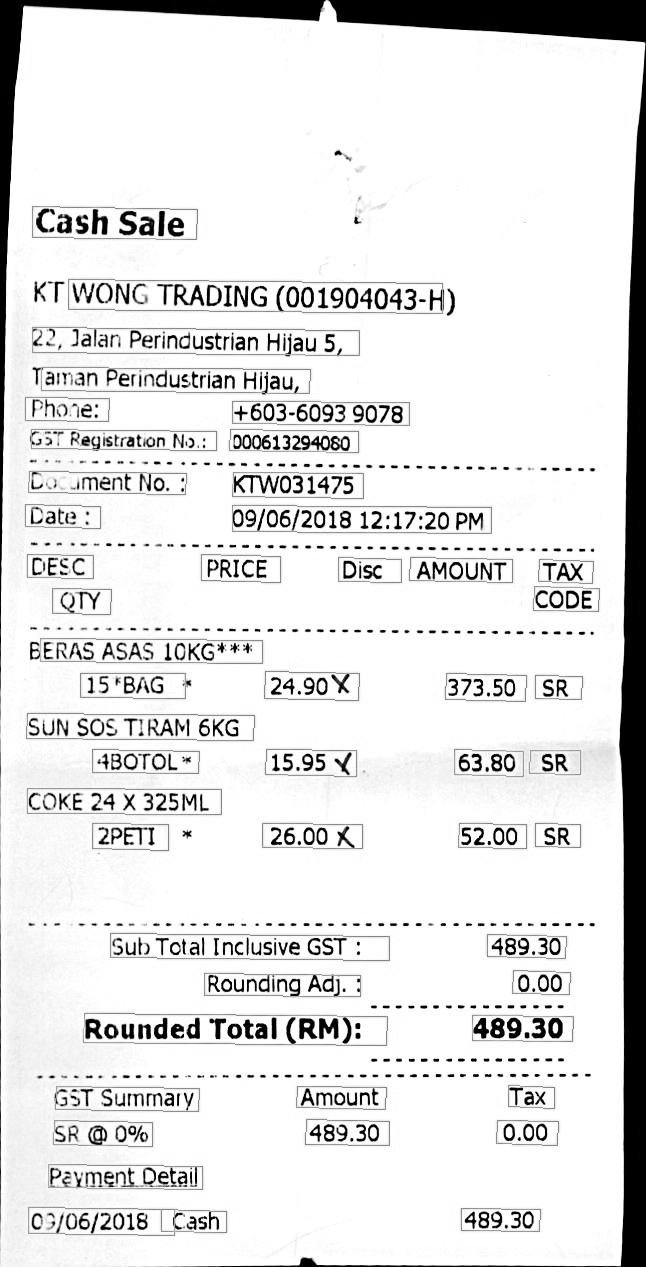 Cash Sale
KT WONG TRADING (001904043-H)
22, Jalan Perindustrian Hijau 5,
Taman Perindustrian Hijau,
Phone: +603-6093 9078
GST Registration No.: 000613294080
Document No. : KTW031475
Date : 09/06/2018 12:17:20 PM
DESC PRICE Disc AMOUNT TAX
QTY CODE
BERAS ASAS 10KG***
15*BAG * 24.90 373.50 SR
SUN SOS TIRAM 6KG
4BOTOL* 15.95 63.80 SR
COKE 24 X 325ML
2PETI * 26.00 52.00 SR
Sub Total Inclusive GST : 489.30
Rounding Adj. : 0.00
Rounded Total (RM): 489.30
GST Summary Amount Tax
SR @ 0% 489.30 0.00
Payment Detail
09/06/2018 Cash 489.30